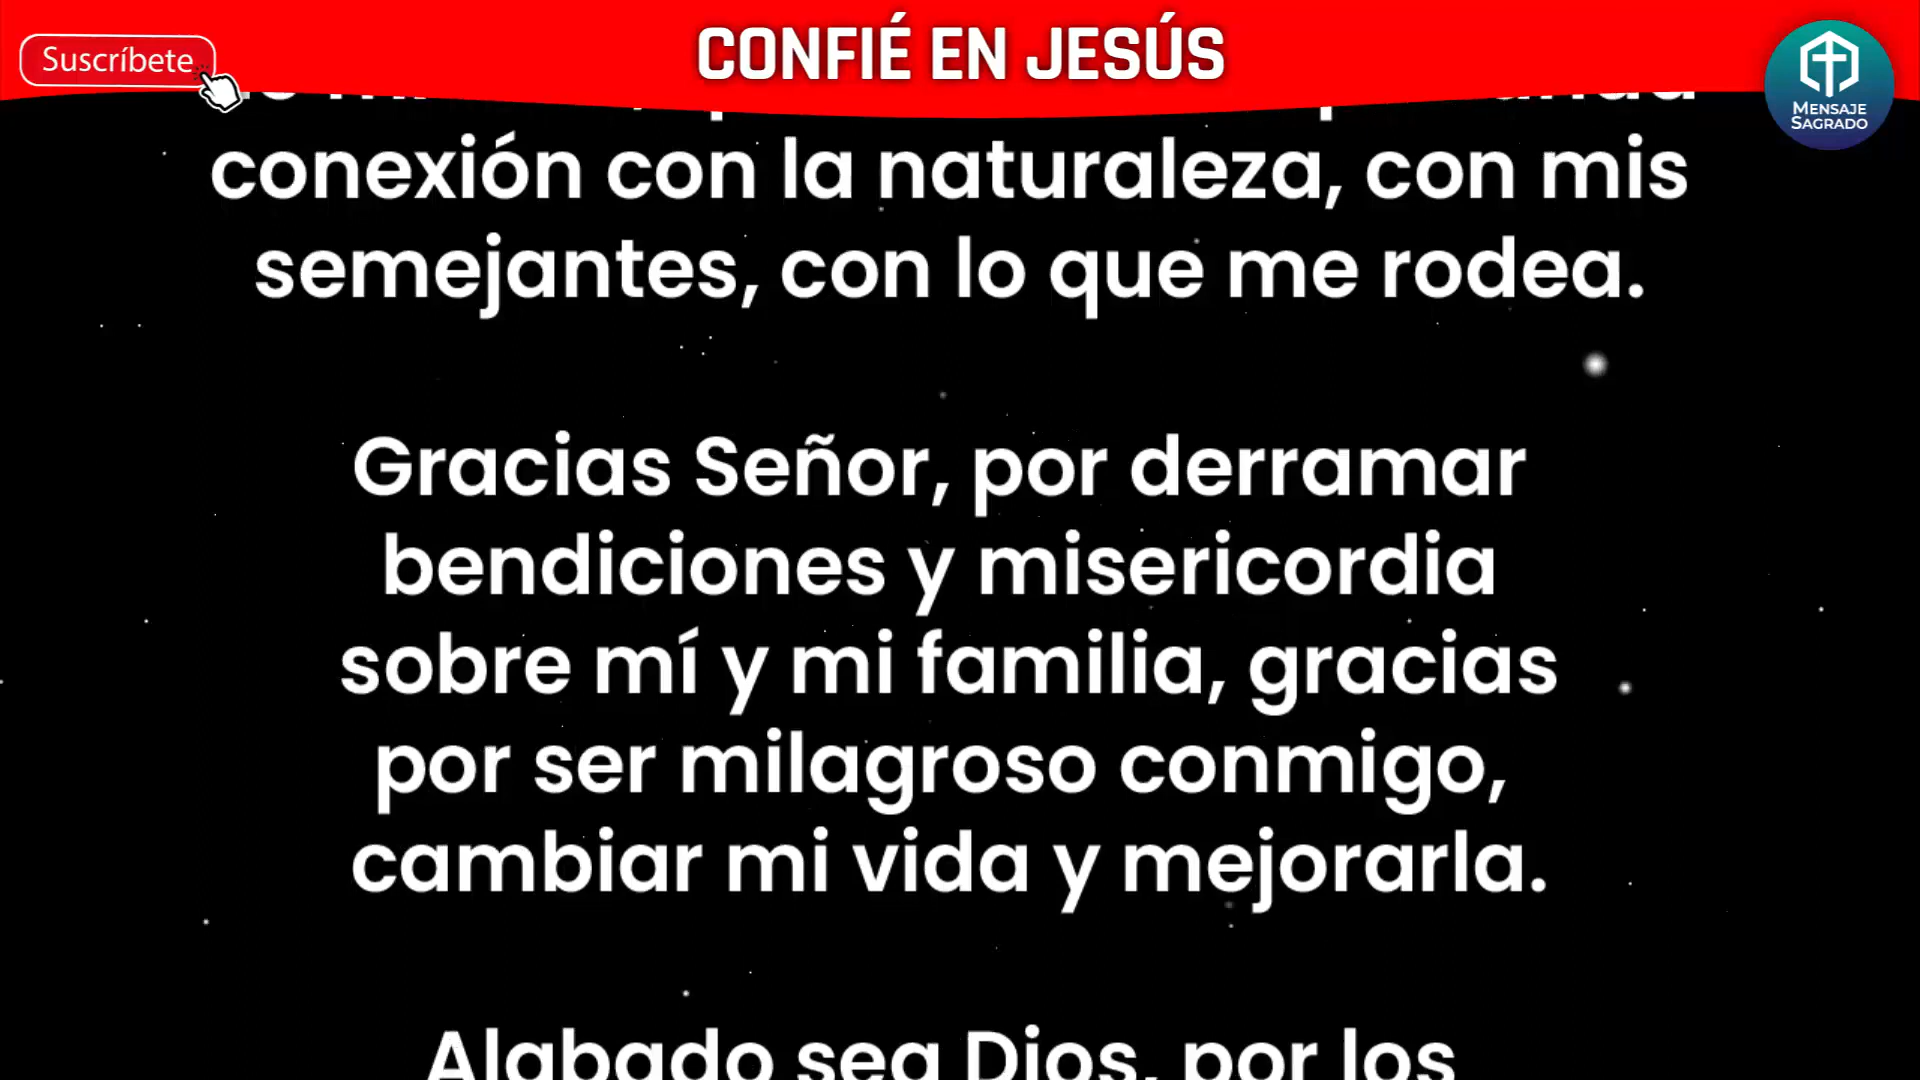 CONFIÉ EN JESÚS
Suscríbete
MENSAJE
SAGRADO
conexión con la naturaleza, con mis
semejantes, con lo que me rodea.
Gracias Señor, por derramar
bendiciones y misericordia
sobre mí y mi familia, gracias
por ser milagroso conmigo,
cambiar mi vida y mejorarla.
Alabado sea Dios, por los